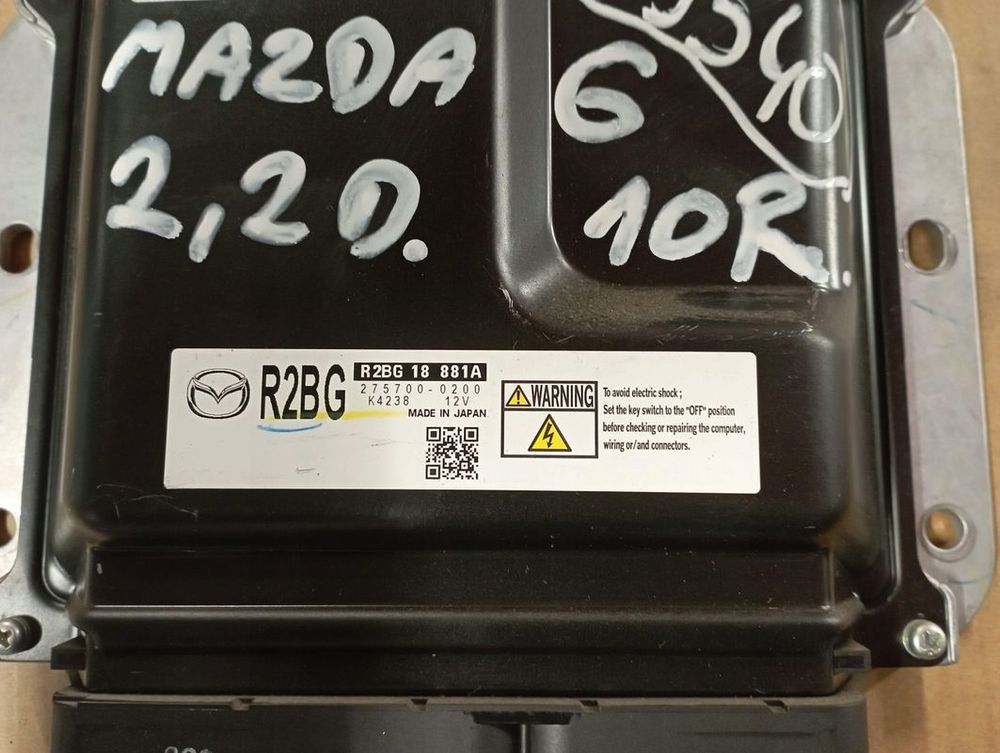 MAZDA 6
2,2D. 10R.
R2BG
R2BG 18 881A
275700-0200
K4238 12V
MADE IN JAPAN
WARNING
To avoid electric shock ;
Set the key switch to the "OFF" position
before checking or repairing the computer,
wiring or/and connectors.